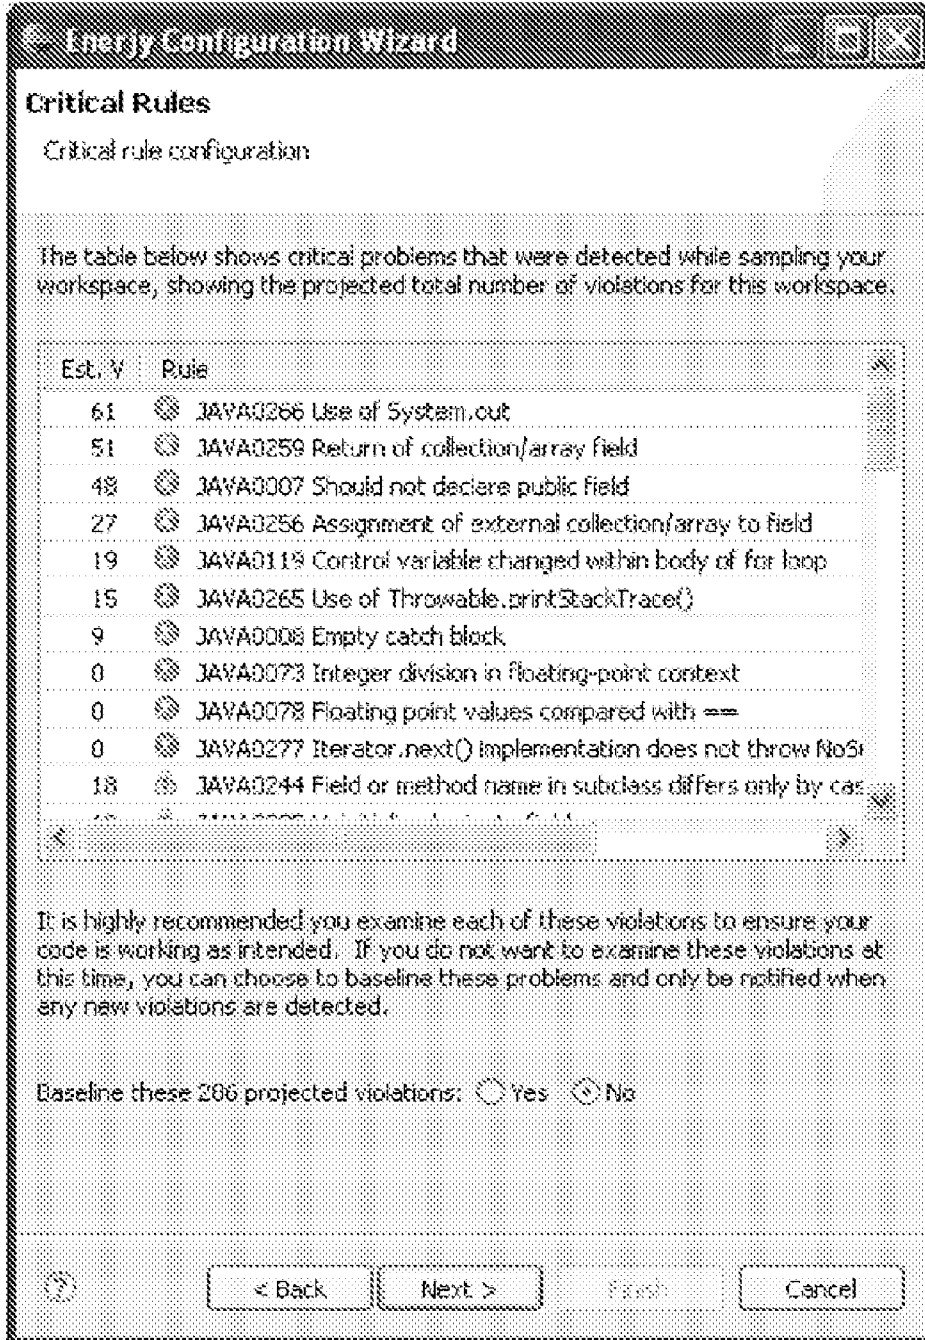 Enerjy Configuration Wizard
Critical Rules
Critical rule configuration
The table below shows critical problems that were detected while sampling your
workspace, showing the projected total number of violations for this workspace.
Est. V Rule
61 JAVA0266 Use of System.out
51 JAVA0259 Return of collection/array field
48 JAVA0007 Should not declare public field
27 JAVA0256 Assignment of external collection/array to field
19 JAVA0119 Control variable changed within body of for loop
15 JAVA0265 Use of Throwable.printStackTrace()
9 JAVA0008 Empty catch block
0 JAVA0073 Integer division in floating-point context
0 JAVA0078 Floating point values compared with ==
0 JAVA0277 Iterator.next() implementation does not throw NoS
18 JAVA0244 Field or method name in subclass differs only by cas
It is highly recommended you examine each of these violations to ensure your
code is working as intended. If you do not want to examine these violations at
this time, you can choose to baseline these problems and only be notified when
any new violations are detected.
Baseline these 286 projected violations: Yes No
< Back Next > Finish Cancel